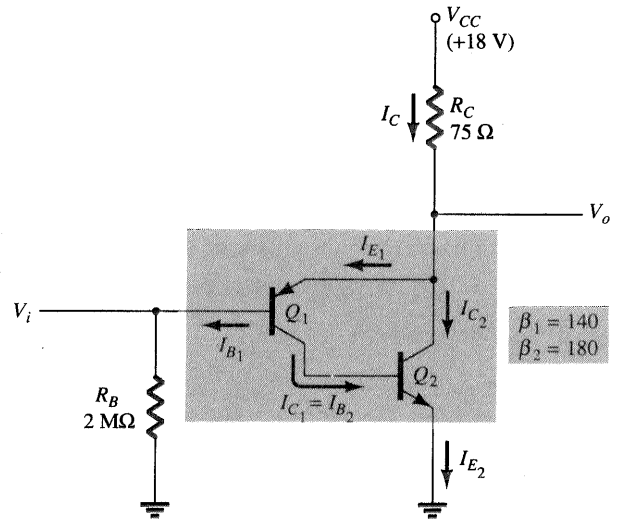 V_CC
(+18 V)
I_C
R_C
75 Ω
V_o
I_E1
I_C2
V_i
Q_1
I_B1
β_1 = 140
β_2 = 180
Q_2
R_B
2 MΩ
I_C1 = I_B2
I_E2